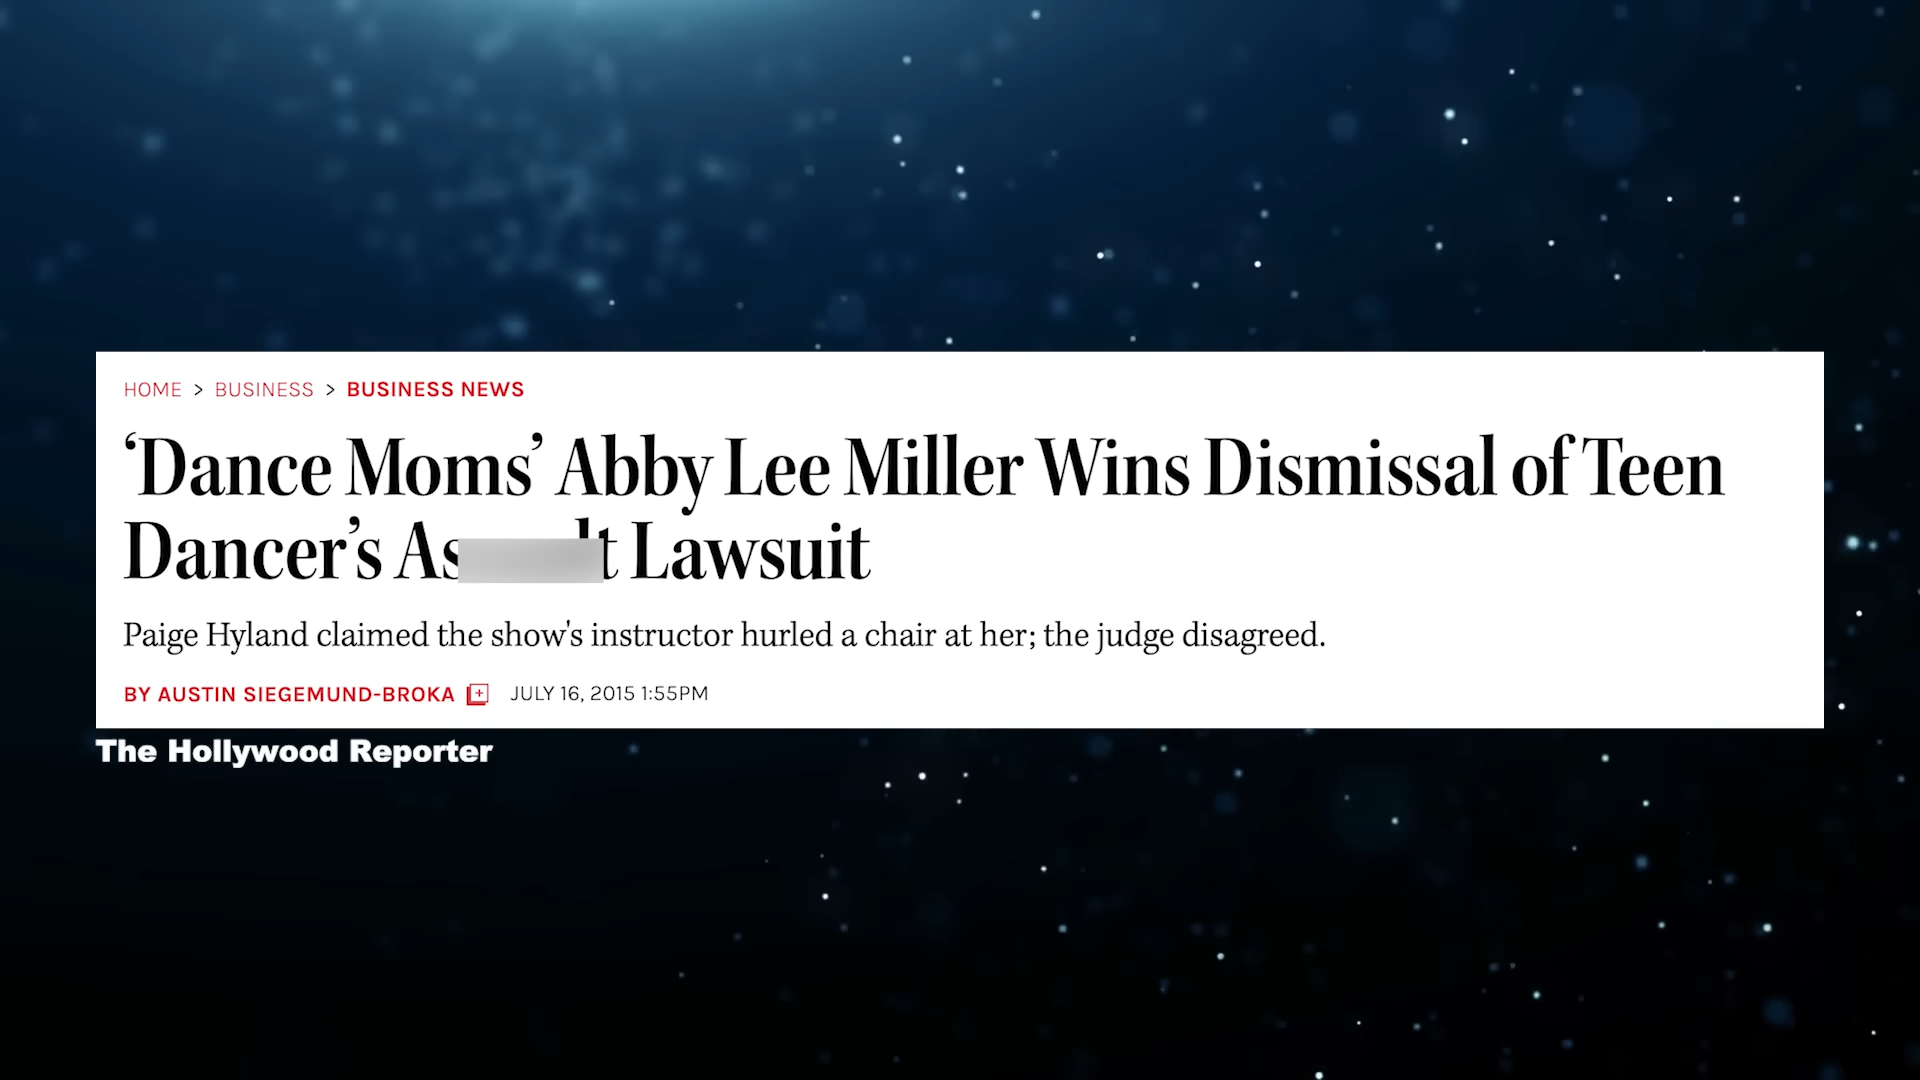 HOME > BUSINESS > BUSINESS NEWS
‘Dance Moms’ Abby Lee Miller Wins Dismissal of Teen
Dancer’s Lawsuit
Paige Hyland claimed the show's instructor hurled a chair at her; the judge disagreed.
BY AUSTIN SIEGEMUND-BROKA JULY 16, 2015 1:55PM
The Hollywood Reporter